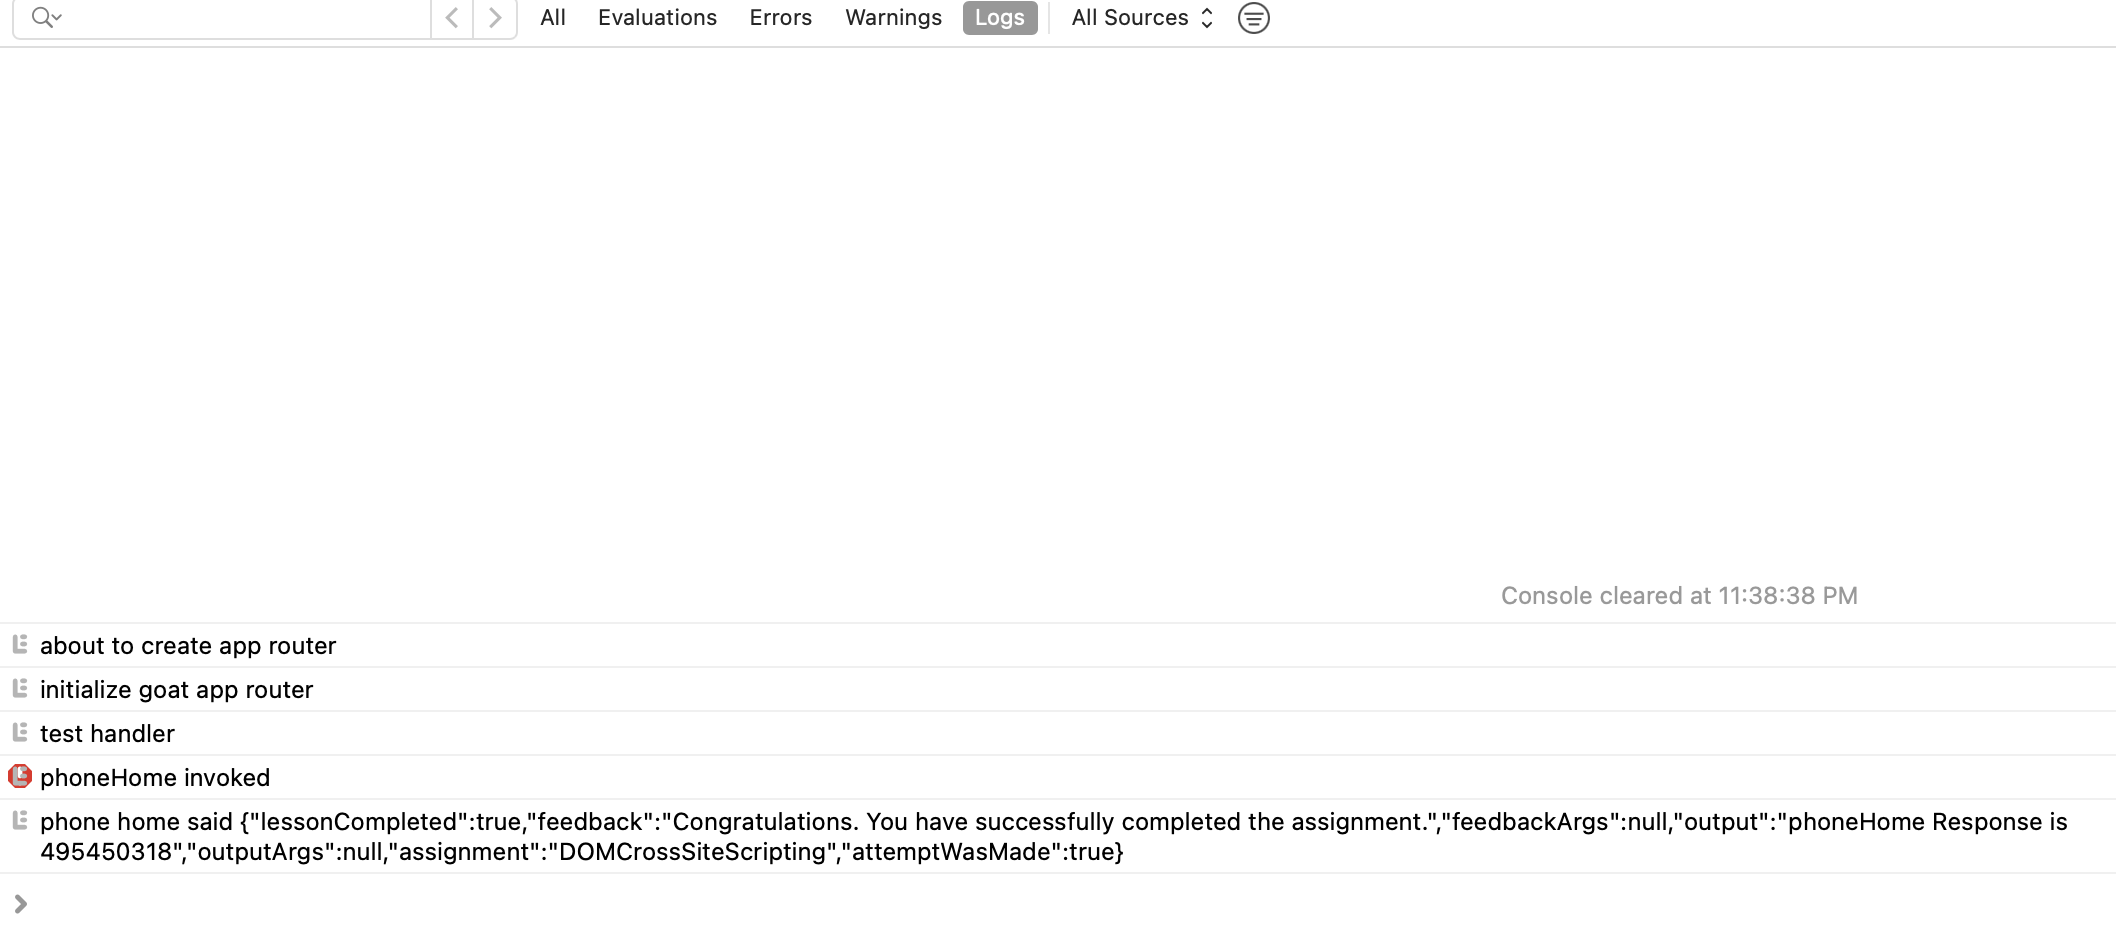 All Evaluations Errors Warnings Logs All Sources
Console cleared at 11:38:38 PM
about to create app router
initialize goat app router
test handler
phoneHome invoked
phone home said {"lessonCompleted":true,"feedback":"Congratulations. You have successfully completed the assignment.","feedbackArgs":null,"output":"phoneHome Response is
495450318","outputArgs":null,"assignment":"DOMCrossSiteScripting","attemptWasMade":true}